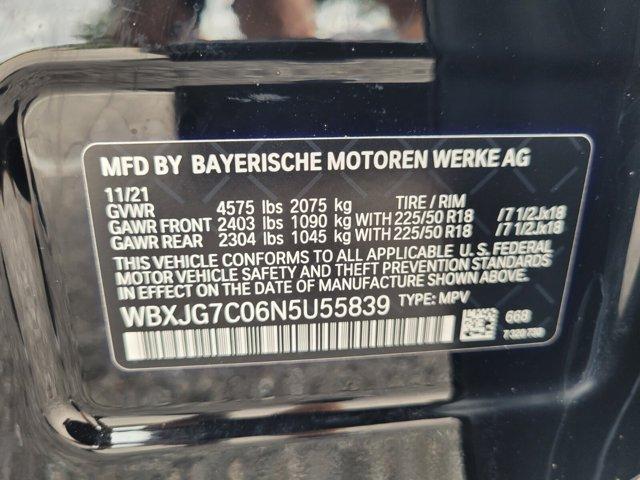 MFD BY BAYERISCHE MOTOREN WERKE AG
11/21
GVWR 4575 lbs 2075 kg TIRE / RIM
GAWR FRONT 2403 lbs 1090 kg WITH 225/50 R18 /7 1/2Jx18
GAWR REAR 2304 lbs 1045 kg WITH 225/50 R18 /7 1/2Jx18
THIS VEHICLE CONFORMS TO ALL APPLICABLE U.S. FEDERAL
MOTOR VEHICLE SAFETY AND THEFT PREVENTION STANDARDS
IN EFFECT ON THE DATE OF MANUFACTURE SHOWN ABOVE.
WBXJG7C06N5U55839 TYPE: MPV
668
7 320 730